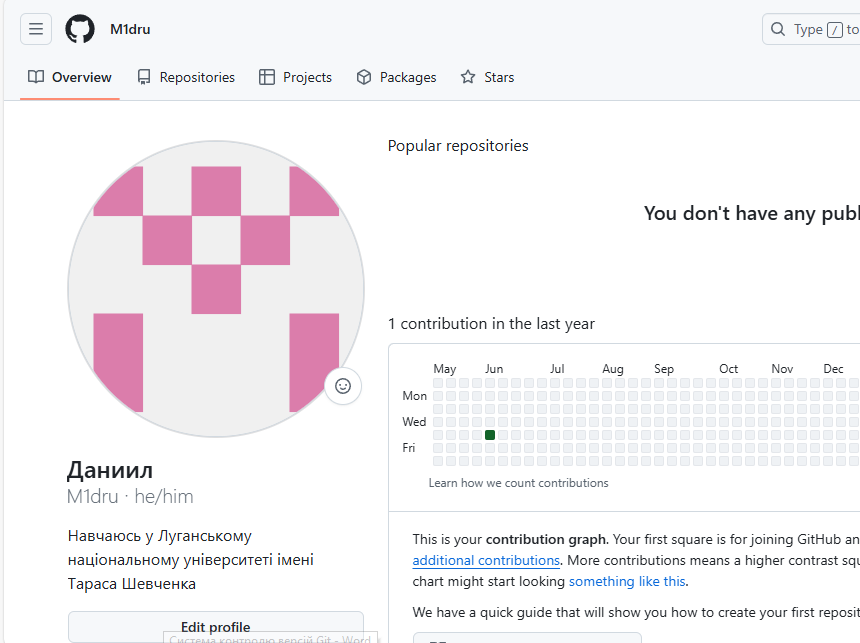 M1dru
Type / to
Overview
Repositories
Projects
Packages
Stars
Popular repositories
You don't have any publ
1 contribution in the last year
May Jun Jul Aug Sep Oct Nov Dec
Mon
Wed
Fri
Learn how we count contributions
Даниил
M1dru · he/him
Навчаюсь у Луганському
національному університеті імені
Тараса Шевченка
Edit profile
Система контролю версій Git - Word
This is your contribution graph. Your first square is for joining GitHub an
additional contributions. More contributions means a higher contrast squ
chart might start looking something like this.
We have a quick guide that will show you how to create your first reposit